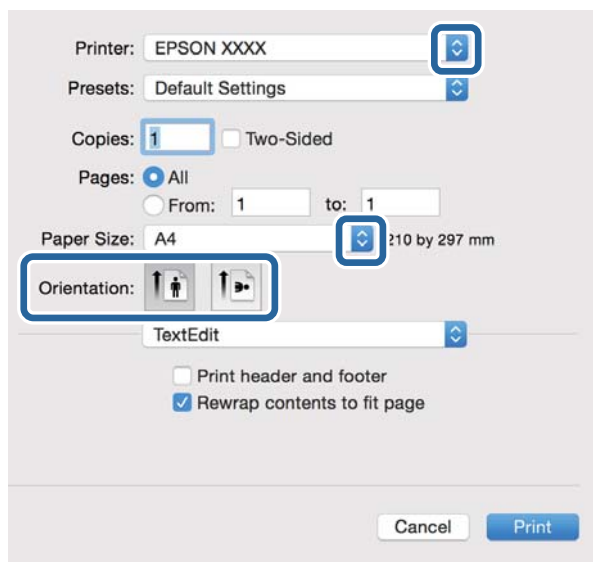 Printer: EPSON XXXX
Presets: Default Settings
Copies: 1 Two-Sided
Pages: All
From: 1 to: 1
Paper Size: A4 210 by 297 mm
Orientation:
TextEdit
Print header and footer
Rewrap contents to fit page
Cancel Print